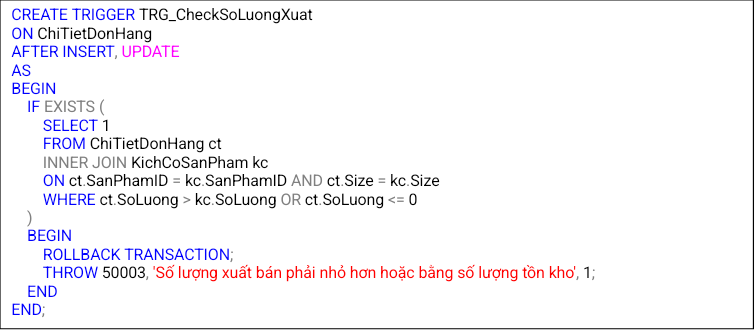 CREATE TRIGGER TRG_CheckSoLuongXuat
ON ChiTietDonHang
AFTER INSERT, UPDATE
AS
BEGIN
IF EXISTS (
SELECT 1
FROM ChiTietDonHang ct
INNER JOIN KichCoSanPham kc
ON ct.SanPhamID = kc.SanPhamID AND ct.Size = kc.Size
WHERE ct.SoLuong > kc.SoLuong OR ct.SoLuong <= 0
)
BEGIN
ROLLBACK TRANSACTION;
THROW 50003, 'Số lượng xuất bán phải nhỏ hơn hoặc bằng số lượng tồn kho', 1;
END
END;